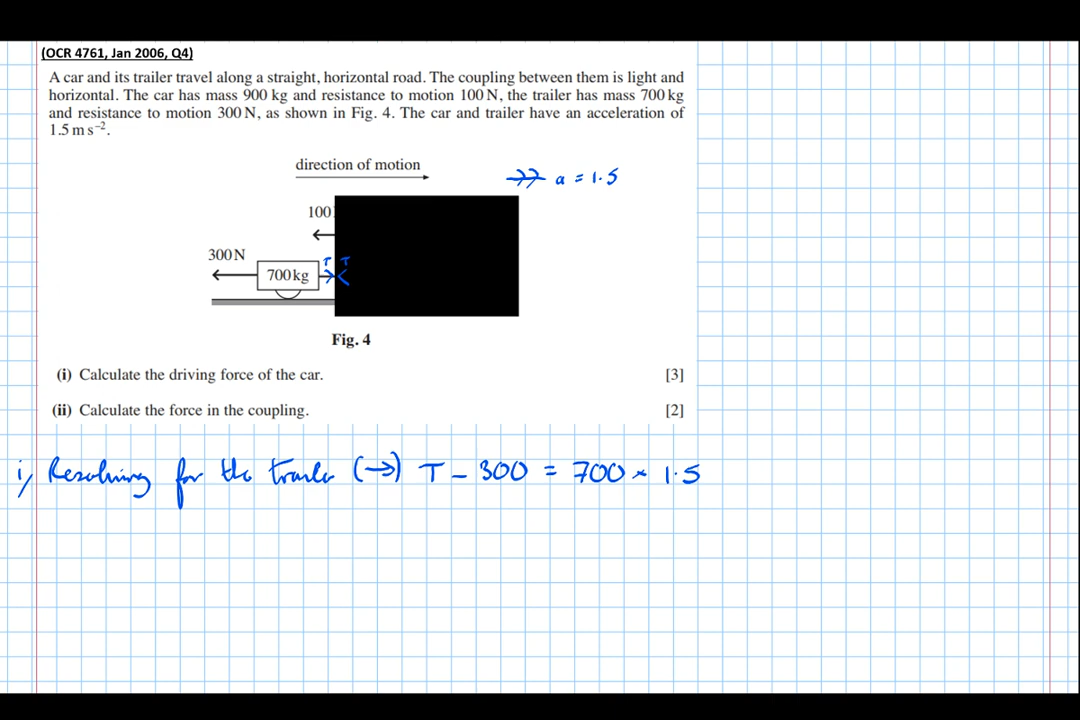 (OCR 4761, Jan 2006, Q4)
A car and its trailer travel along a straight, horizontal road. The coupling between them is light and
horizontal. The car has mass 900 kg and resistance to motion 100 N, the trailer has mass 700 kg
and resistance to motion 300 N, as shown in Fig. 4. The car and trailer have an acceleration of
1.5 m s⁻².
direction of motion
a = 1.5
100
300 N
T T
700 kg
Fig. 4
(i) Calculate the driving force of the car. [3]
(ii) Calculate the force in the coupling. [2]
i) Resolving for the trailer (→) T - 300 = 700 × 1.5